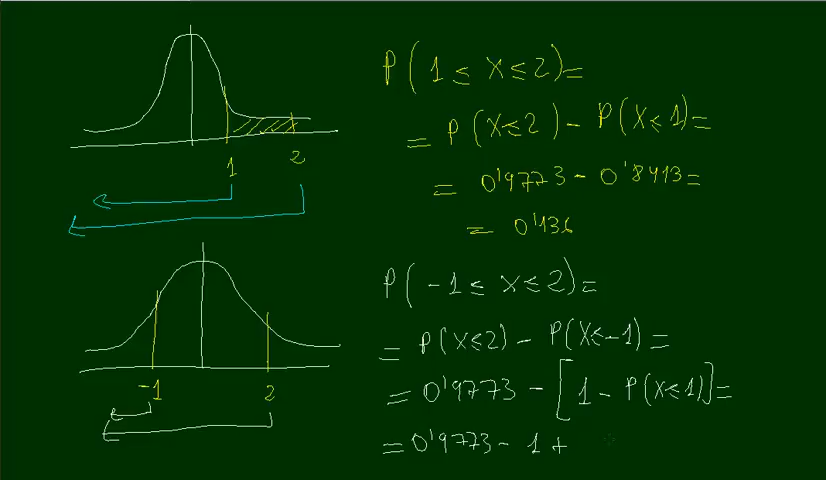 P(1 ≤ X ≤ 2) =
= P(X ≤ 2) - P(X ≤ 1) =
= 0'9773 - 0'8413 =
= 0'136
1 2
P(-1 ≤ X ≤ 2) =
= P(X ≤ 2) - P(X ≤ -1) =
= 0'9773 - [1 - P(X ≤ 1)] =
= 0'9773 - 1 +
-1 2